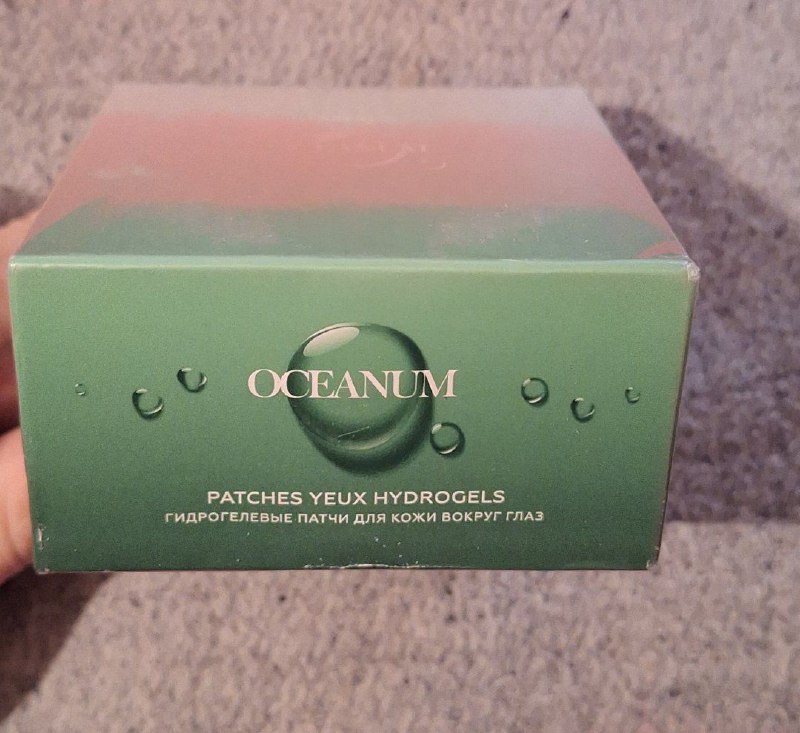 OCEANUM
PATCHES YEUX HYDROGELS
ГИДРОГЕЛЕВЫЕ ПАТЧИ ДЛЯ КОЖИ ВОКРУГ ГЛАЗ